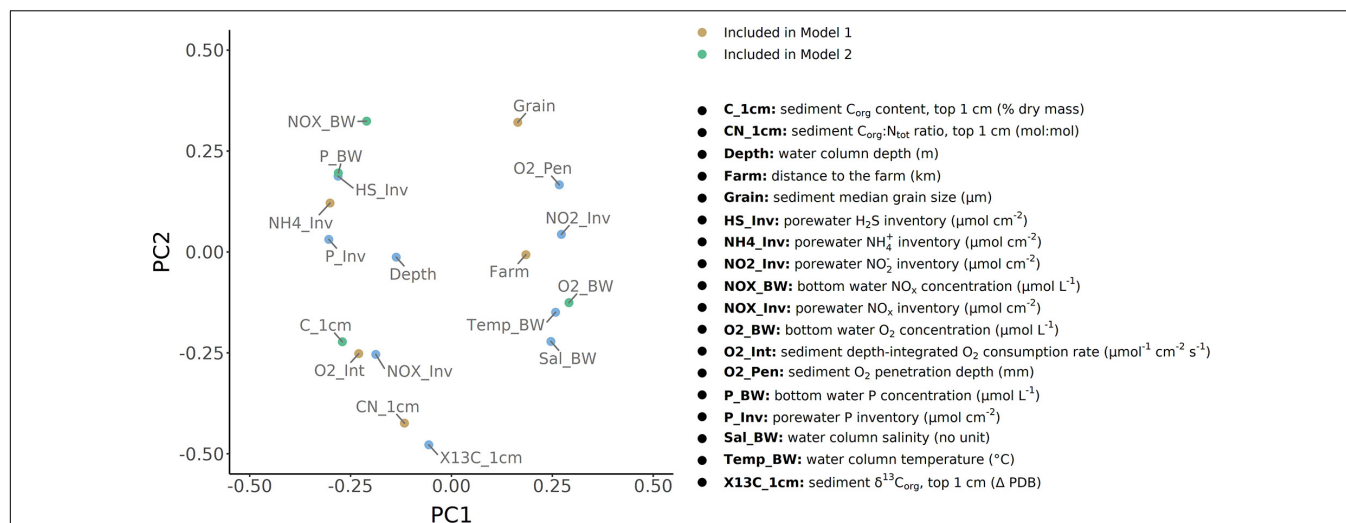 0.50
0.25
0.00
-0.25
-0.50
PC2
-0.50
-0.25
0.00
0.25
0.50
PC1
NOX_BW
Grain
P_BW
HS_Inv
O2_Pen
NH4_Inv
NO2_Inv
P_Inv
Depth
Farm
O2_BW
Temp_BW
C_1cm
Sal_BW
O2_Int
NOX_Inv
CN_1cm
X13C_1cm
Included in Model 1
Included in Model 2
C_1cm: sediment Corg content, top 1 cm (% dry mass)
CN_1cm: sediment Corg:Ntot ratio, top 1 cm (mol:mol)
Depth: water column depth (m)
Farm: distance to the farm (km)
Grain: sediment median grain size (μm)
HS_Inv: porewater H₂S inventory (μmol cm⁻²)
NH4_Inv: porewater NH₄⁺ inventory (μmol cm⁻²)
NO2_Inv: porewater NO₂⁻ inventory (μmol cm⁻²)
NOX_BW: bottom water NOₓ concentration (μmol L⁻¹)
NOX_Inv: porewater NOₓ inventory (μmol cm⁻²)
O2_BW: bottom water O₂ concentration (μmol L⁻¹)
O2_Int: sediment depth-integrated O₂ consumption rate (μmol⁻¹ cm⁻² s⁻¹)
O2_Pen: sediment O₂ penetration depth (mm)
P_BW: bottom water P concentration (μmol L⁻¹)
P_Inv: porewater P inventory (μmol cm⁻²)
Sal_BW: water column salinity (no unit)
Temp_BW: water column temperature (°C)
X13C_1cm: sediment δ¹³Corg, top 1 cm (Δ PDB)